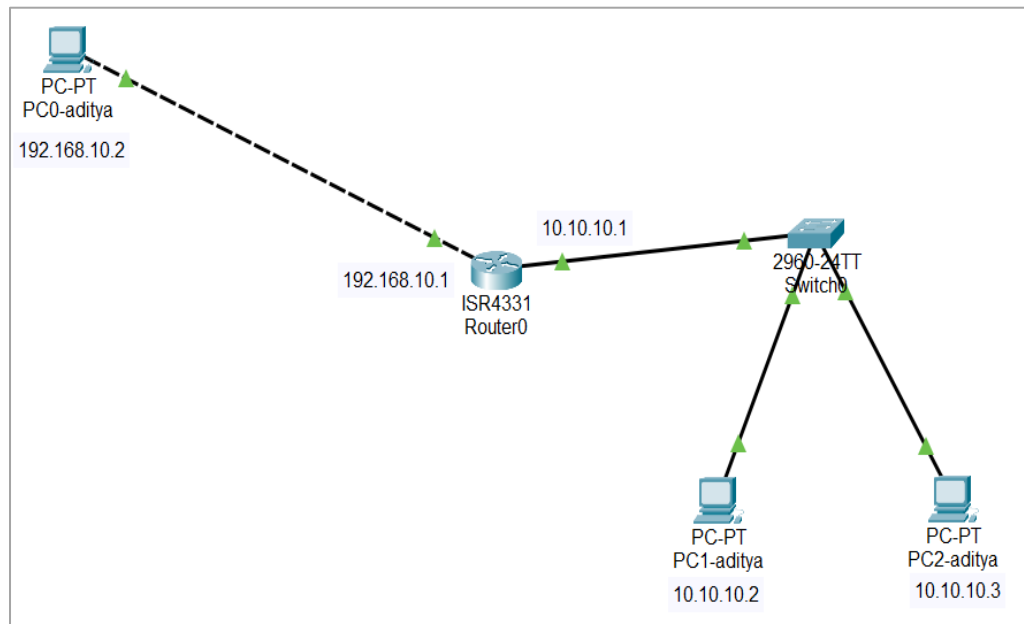 PC-PT
PC0-aditya
192.168.10.2
10.10.10.1
192.168.10.1
ISR4331
Router0
2960-24TT
Switch0
PC-PT
PC1-aditya
10.10.10.2
PC-PT
PC2-aditya
10.10.10.3